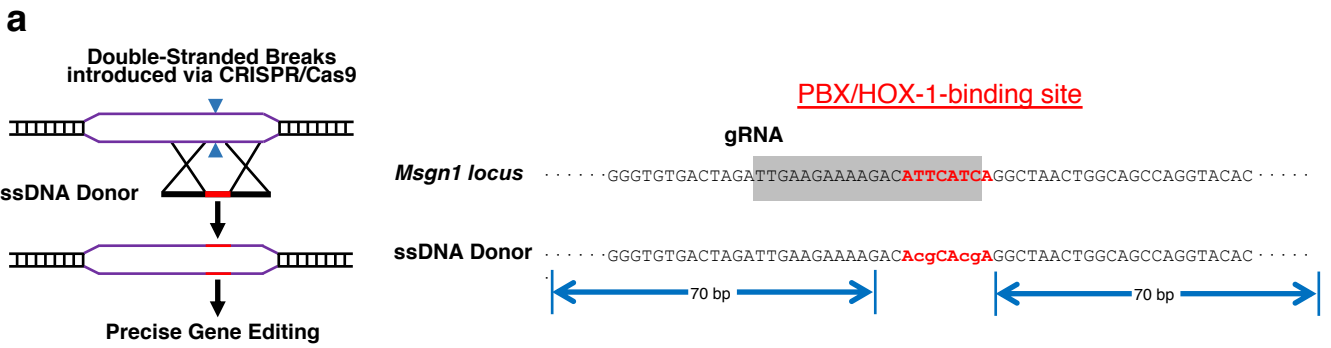 a
Double-Stranded Breaks
introduced via CRISPR/Cas9
ssDNA Donor
Precise Gene Editing
PBX/HOX-1-binding site
gRNA
Msgn1 locus ······GGGTGTGACTAGATTGAAGAAAAGACATTCATCAGGCTAACTGGCAGCCAGGTACAC·····
ssDNA Donor ······GGGTGTGACTAGATTGAAGAAAAGACAcgCAcgAGGCTAACTGGCAGCCAGGTACAC·····
70 bp 70 bp